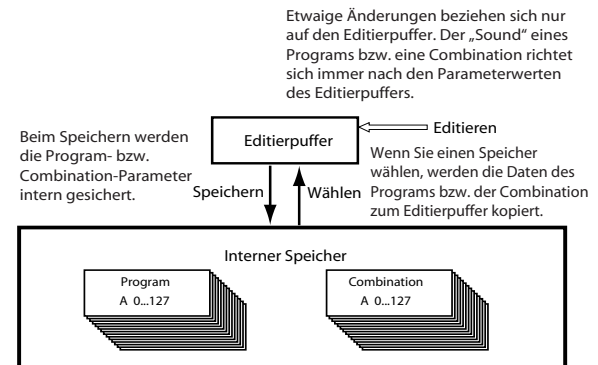 Etwaige Änderungen beziehen sich nur
auf den Editierpuffer. Der „Sound“ eines
Programs bzw. eine Combination richtet
sich immer nach den Parameterwerten
des Editierpuffers.
Beim Speichern werden
die Program- bzw.
Combination-Parameter
intern gesichert.
Editierpuffer
Editieren
Wenn Sie einen Speicher
wählen, werden die Daten des
Programs bzw. der Combination
zum Editierpuffer kopiert.
Speichern
Wählen
Interner Speicher
Program
A 0...127
Combination
A 0...127